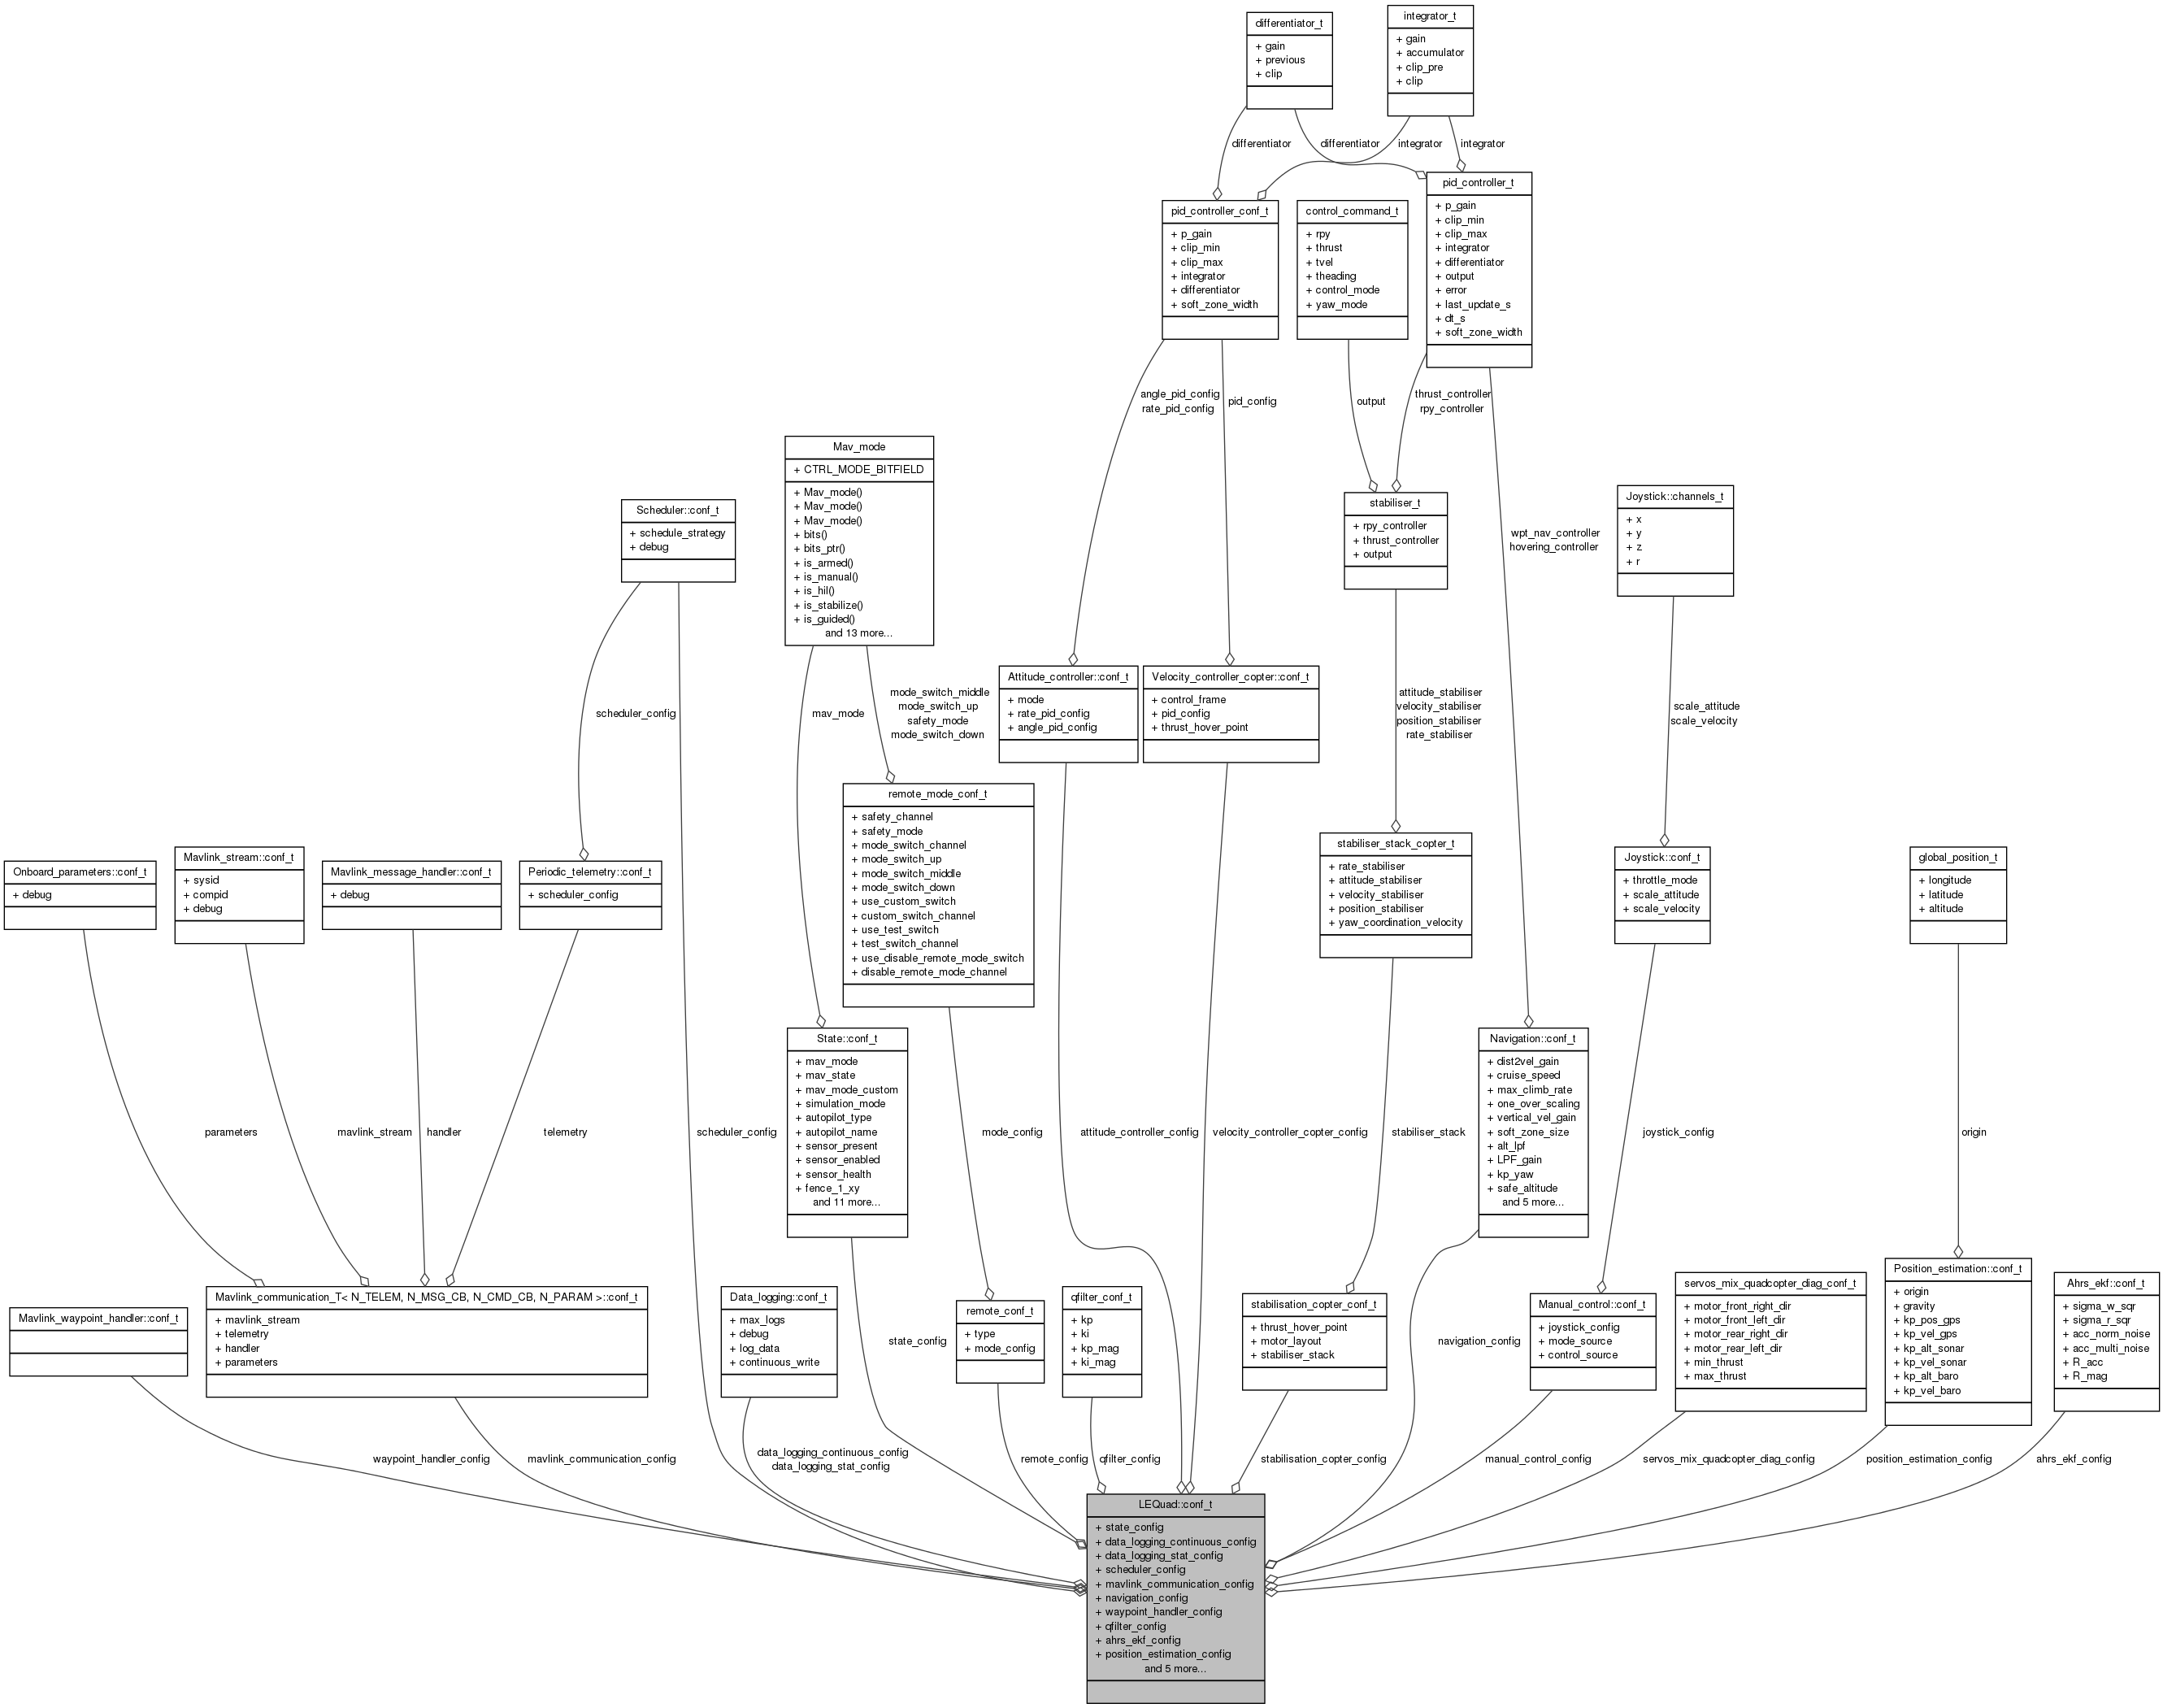 differentiator_t
+ gain
+ previous
+ clip
integrator_t
+ gain
+ accumulator
+ clip_pre
+ clip
differentiator
differentiator
integrator
integrator
pid_controller_conf_t
+ p_gain
+ clip_min
+ clip_max
+ integrator
+ differentiator
+ soft_zone_width
control_command_t
+ rpy
+ thrust
+ tvel
+ theading
+ control_mode
+ yaw_mode
pid_controller_t
+ p_gain
+ clip_min
+ clip_max
+ integrator
+ differentiator
+ output
+ error
+ last_update_s
+ dt_s
+ soft_zone_width
angle_pid_config
rate_pid_config
pid_config
output
thrust_controller
rpy_controller
Mav_mode
+ CTRL_MODE_BITFIELD
+ Mav_mode()
+ Mav_mode()
+ Mav_mode()
+ bits()
+ bits_ptr()
+ is_armed()
+ is_manual()
+ is_hil()
+ is_stabilize()
+ is_guided()
and 13 more...
Scheduler::conf_t
+ schedule_strategy
+ debug
stabiliser_t
+ rpy_controller
+ thrust_controller
+ output
wpt_nav_controller
hovering_controller
Joystick::channels_t
+ x
+ y
+ z
+ r
scheduler_config
mav_mode
mode_switch_middle
mode_switch_up
safety_mode
mode_switch_down
Attitude_controller::conf_t
+ mode
+ rate_pid_config
+ angle_pid_config
Velocity_controller_copter::conf_t
+ control_frame
+ pid_config
+ thrust_hover_point
attitude_stabiliser
velocity_stabiliser
position_stabiliser
rate_stabiliser
scale_attitude
scale_velocity
Onboard_parameters::conf_t
+ debug
Mavlink_stream::conf_t
+ sysid
+ compid
+ debug
Mavlink_message_handler::conf_t
+ debug
Periodic_telemetry::conf_t
+ scheduler_config
remote_mode_conf_t
+ safety_channel
+ safety_mode
+ mode_switch_channel
+ mode_switch_up
+ mode_switch_middle
+ mode_switch_down
+ use_custom_switch
+ custom_switch_channel
+ use_test_switch
+ test_switch_channel
+ use_disable_remote_mode_switch
+ disable_remote_mode_channel
stabiliser_stack_copter_t
+ rate_stabiliser
+ attitude_stabiliser
+ velocity_stabiliser
+ position_stabiliser
+ yaw_coordination_velocity
Joystick::conf_t
+ throttle_mode
+ scale_attitude
+ scale_velocity
global_position_t
+ longitude
+ latitude
+ altitude
State::conf_t
+ mav_mode
+ mav_state
+ mav_mode_custom
+ simulation_mode
+ autopilot_type
+ autopilot_name
+ sensor_present
+ sensor_enabled
+ sensor_health
+ fence_1_xy
and 11 more...
Navigation::conf_t
+ dist2vel_gain
+ cruise_speed
+ max_climb_rate
+ one_over_scaling
+ vertical_vel_gain
+ soft_zone_size
+ alt_lpf
+ LPF_gain
+ kp_yaw
+ safe_altitude
and 5 more...
parameters
mavlink_stream
handler
telemetry
scheduler_config
mode_config
attitude_controller_config
velocity_controller_copter_config
stabiliser_stack
joystick_config
origin
Mavlink_waypoint_handler::conf_t
Mavlink_communication_T< N_TELEM, N_MSG_CB, N_CMD_CB, N_PARAM >::conf_t
+ mavlink_stream
+ telemetry
+ handler
+ parameters
Data_logging::conf_t
+ max_logs
+ debug
+ log_data
+ continuous_write
state_config
remote_conf_t
+ type
+ mode_config
qfilter_conf_t
+ kp
+ ki
+ kp_mag
+ ki_mag
stabilisation_copter_conf_t
+ thrust_hover_point
+ motor_layout
+ stabiliser_stack
navigation_config
Manual_control::conf_t
+ joystick_config
+ mode_source
+ control_source
servos_mix_quadcopter_diag_conf_t
+ motor_front_right_dir
+ motor_front_left_dir
+ motor_rear_right_dir
+ motor_rear_left_dir
+ min_thrust
+ max_thrust
Position_estimation::conf_t
+ origin
+ gravity
+ kp_pos_gps
+ kp_vel_gps
+ kp_alt_sonar
+ kp_vel_sonar
+ kp_alt_baro
+ kp_vel_baro
Ahrs_ekf::conf_t
+ sigma_w_sqr
+ sigma_r_sqr
+ acc_norm_noise
+ acc_multi_noise
+ R_acc
+ R_mag
waypoint_handler_config
mavlink_communication_config
data_logging_continuous_config
data_logging_stat_config
remote_config
qfilter_config
stabilisation_copter_config
manual_control_config
servos_mix_quadcopter_diag_config
position_estimation_config
ahrs_ekf_config
LEQuad::conf_t
+ state_config
+ data_logging_continuous_config
+ data_logging_stat_config
+ scheduler_config
+ mavlink_communication_config
+ navigation_config
+ waypoint_handler_config
+ qfilter_config
+ ahrs_ekf_config
+ position_estimation_config
and 5 more...